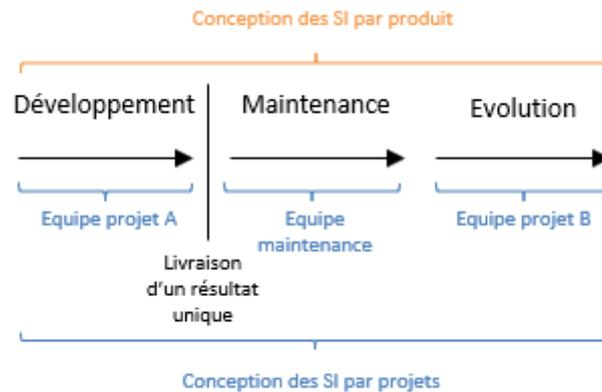 Conception des SI par produit
Développement
Maintenance
Evolution
Equipe projet A
Equipe
maintenance
Equipe projet B
Livraison
d'un résultat
unique
Conception des SI par projets